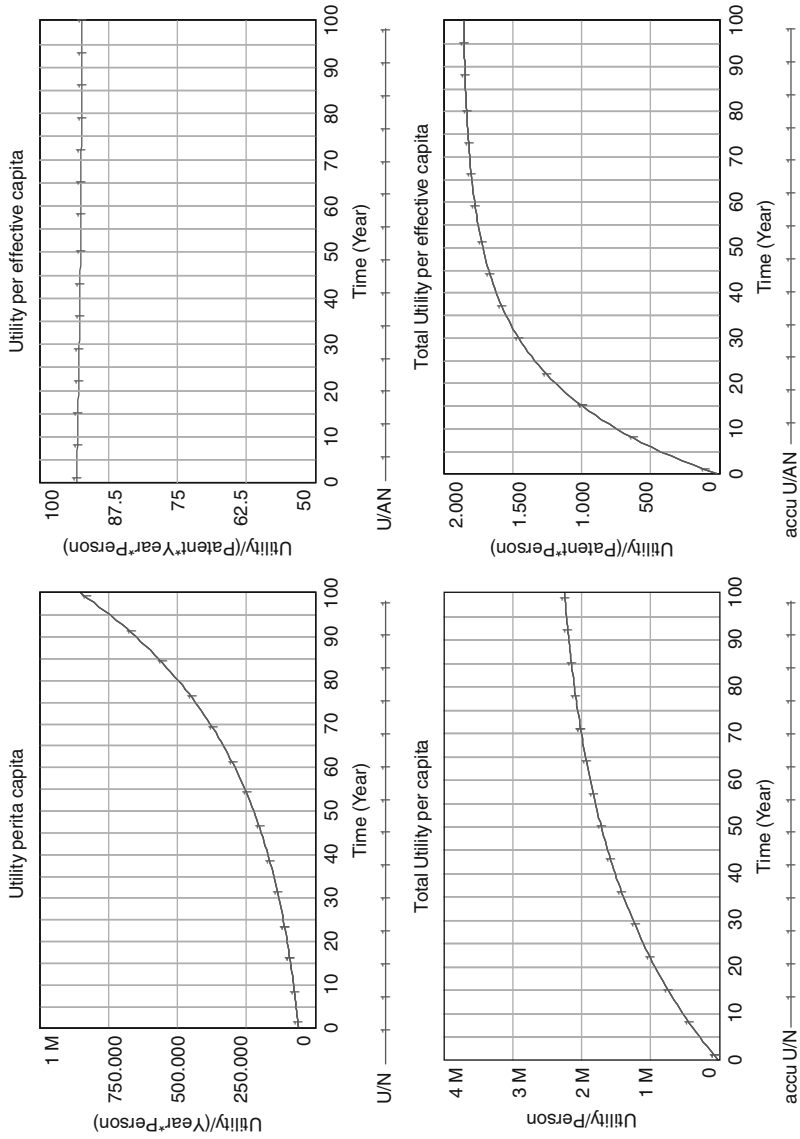 Utility perita capita
1 M
750.000
500.000
250.000
0
Utility/(Year*Person)
0 10 20 30 40 50 60 70 80 90 100
Time (Year)
U/N
Utility per effective capita
100
87.5
75
62.5
50
Utility/(Patent*Year*Person)
0 10 20 30 40 50 60 70 80 90 100
Time (Year)
U/AN
Total Utility per capita
4 M
3 M
2 M
1 M
0
Utility/Person
0 10 20 30 40 50 60 70 80 90 100
Time (Year)
accu U/N
Total Utility per effective capita
2.000
1.500
1.000
500
0
Utility/(Patent*Person)
0 10 20 30 40 50 60 70 80 90 100
Time (Year)
accu U/AN